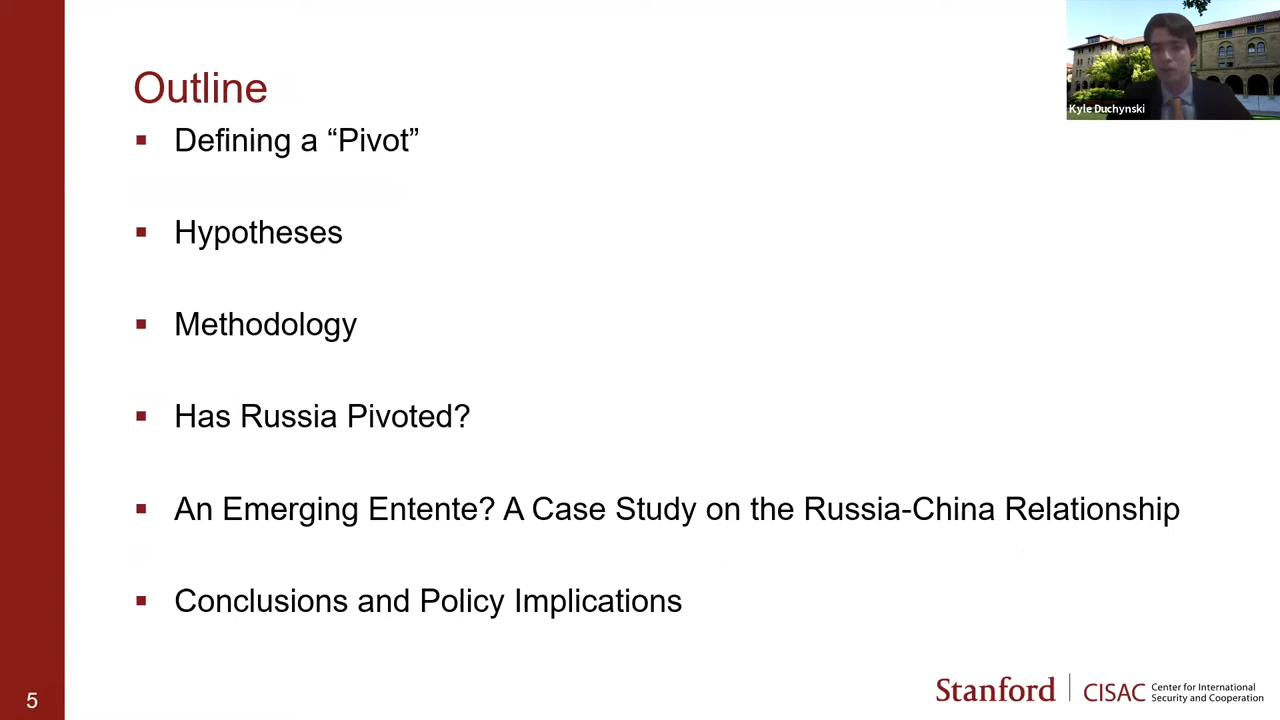 Outline
▪ Defining a “Pivot”
▪ Hypotheses
▪ Methodology
▪ Has Russia Pivoted?
▪ An Emerging Entente? A Case Study on the Russia-China Relationship
▪ Conclusions and Policy Implications
Kyle Duchynski
5
Stanford | CISAC Center for International
Security and Cooperation